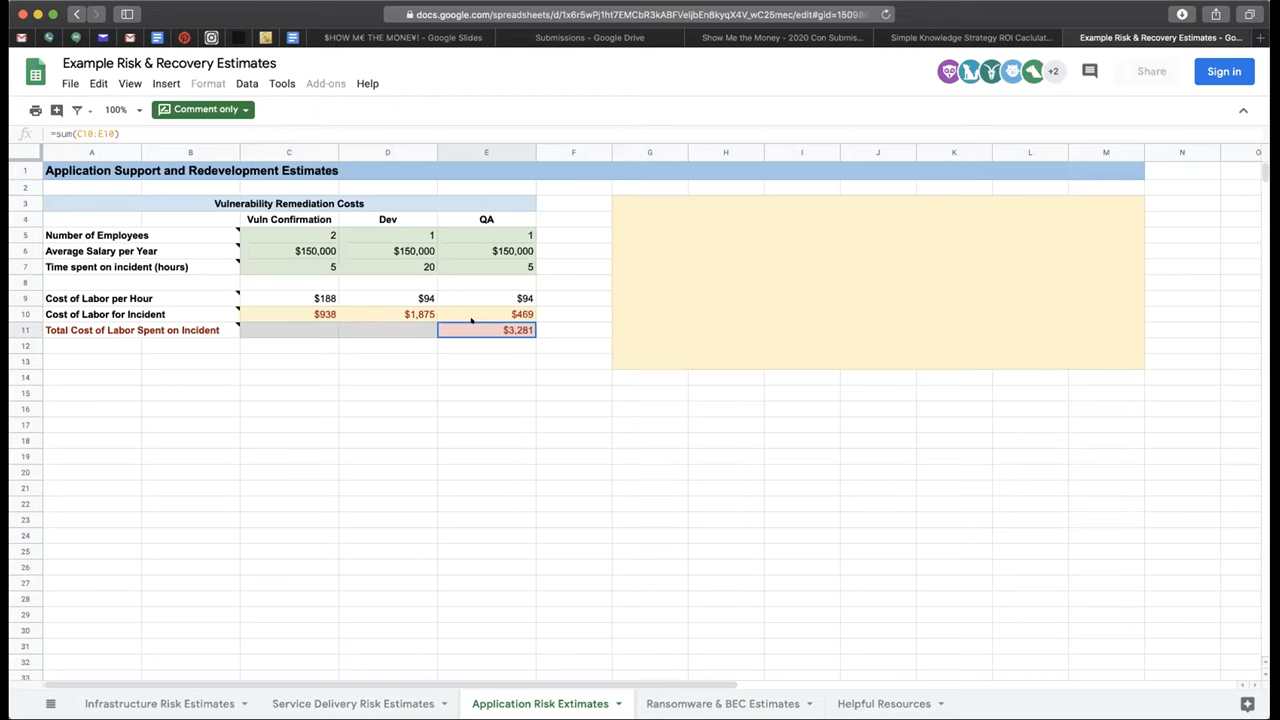 docs.google.com/spreadsheets/d/1x6r5wPj1ht7EMCbR3kABFVeljbEn8kyqX4V_wC25mec/edit#gid=15098
$HOW M€ THE MON€¥! - Google Slides
Submissions - Google Drive
Show Me the Money - 2020 Con Submis...
Simple Knowledge Strategy ROI Caclulat...
Example Risk & Recovery Estimates - Go...
Example Risk & Recovery Estimates
+2
Share
Sign in
File Edit View Insert Format Data Tools Add-ons Help
100%
Comment only
fx =sum(C10:E10)
A B C D E F G H I J K L M N O
1 Application Support and Redevelopment Estimates
2
3 Vulnerability Remediation Costs
4 Vuln Confirmation Dev QA
5 Number of Employees 2 1 1
6 Average Salary per Year $150,000 $150,000 $150,000
7 Time spent on incident (hours) 5 20 5
8
9 Cost of Labor per Hour $188 $94 $94
10 Cost of Labor for Incident $938 $1,875 $469
11 Total Cost of Labor Spent on Incident $3,281
12
13
14
15
16
17
18
19
20
21
22
23
24
25
26
27
28
29
30
31
32
33
Infrastructure Risk Estimates
Service Delivery Risk Estimates
Application Risk Extimates
Ransomware & BEC Estimates
Helpful Resources